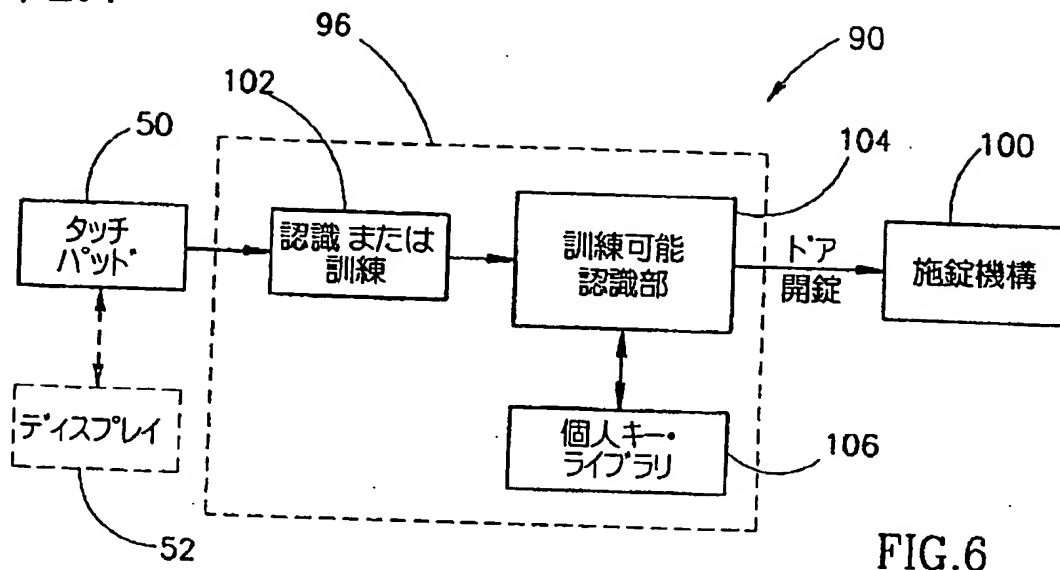 96
90
102
50
104
100
タッチ
パッド
認識 または
訓練
訓練可能
認識部
ドア
開錠
施錠機構
ディスプレイ
個人キー・
ライブラリ
106
52
FIG.6